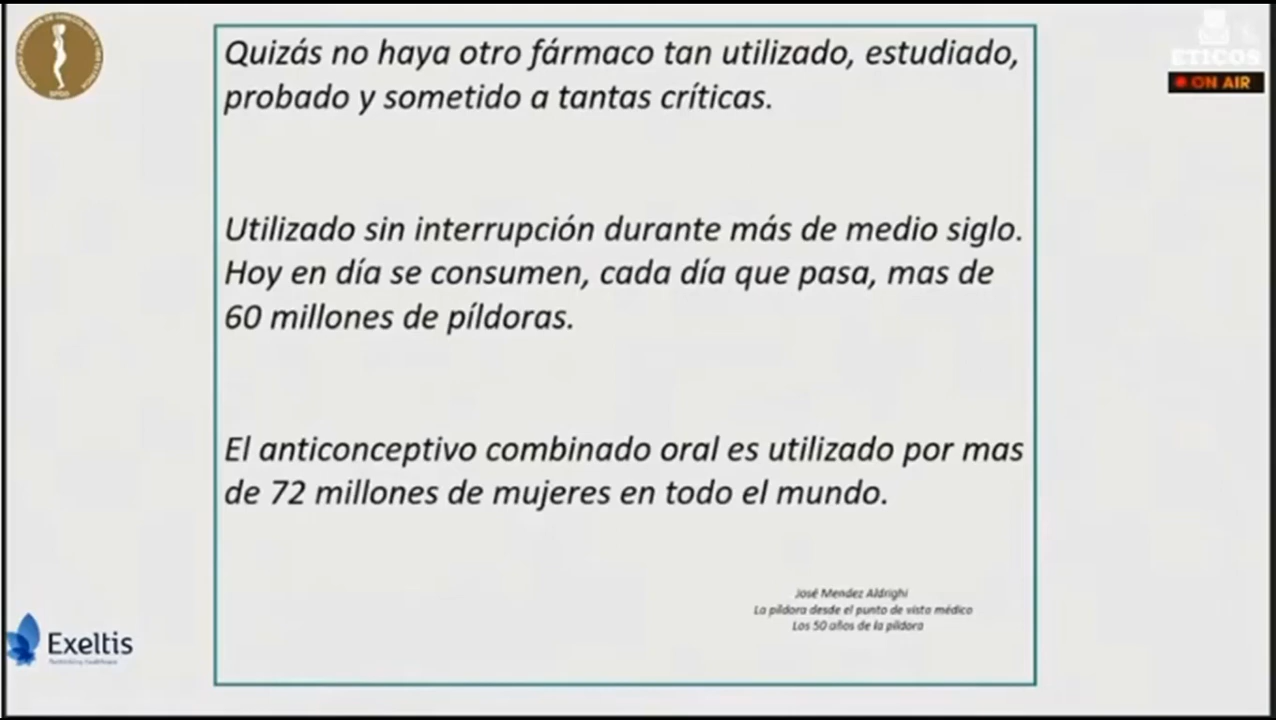 Quizás no haya otro fármaco tan utilizado, estudiado,
probado y sometido a tantas críticas.
Utilizado sin interrupción durante más de medio siglo.
Hoy en día se consumen, cada día que pasa, mas de
60 millones de píldoras.
El anticonceptivo combinado oral es utilizado por mas
de 72 millones de mujeres en todo el mundo.
José Mendez Aldrighi
La píldora desde el punto de vista médico
Los 50 años de la píldora
Exeltis
ETICOS
ON AIR